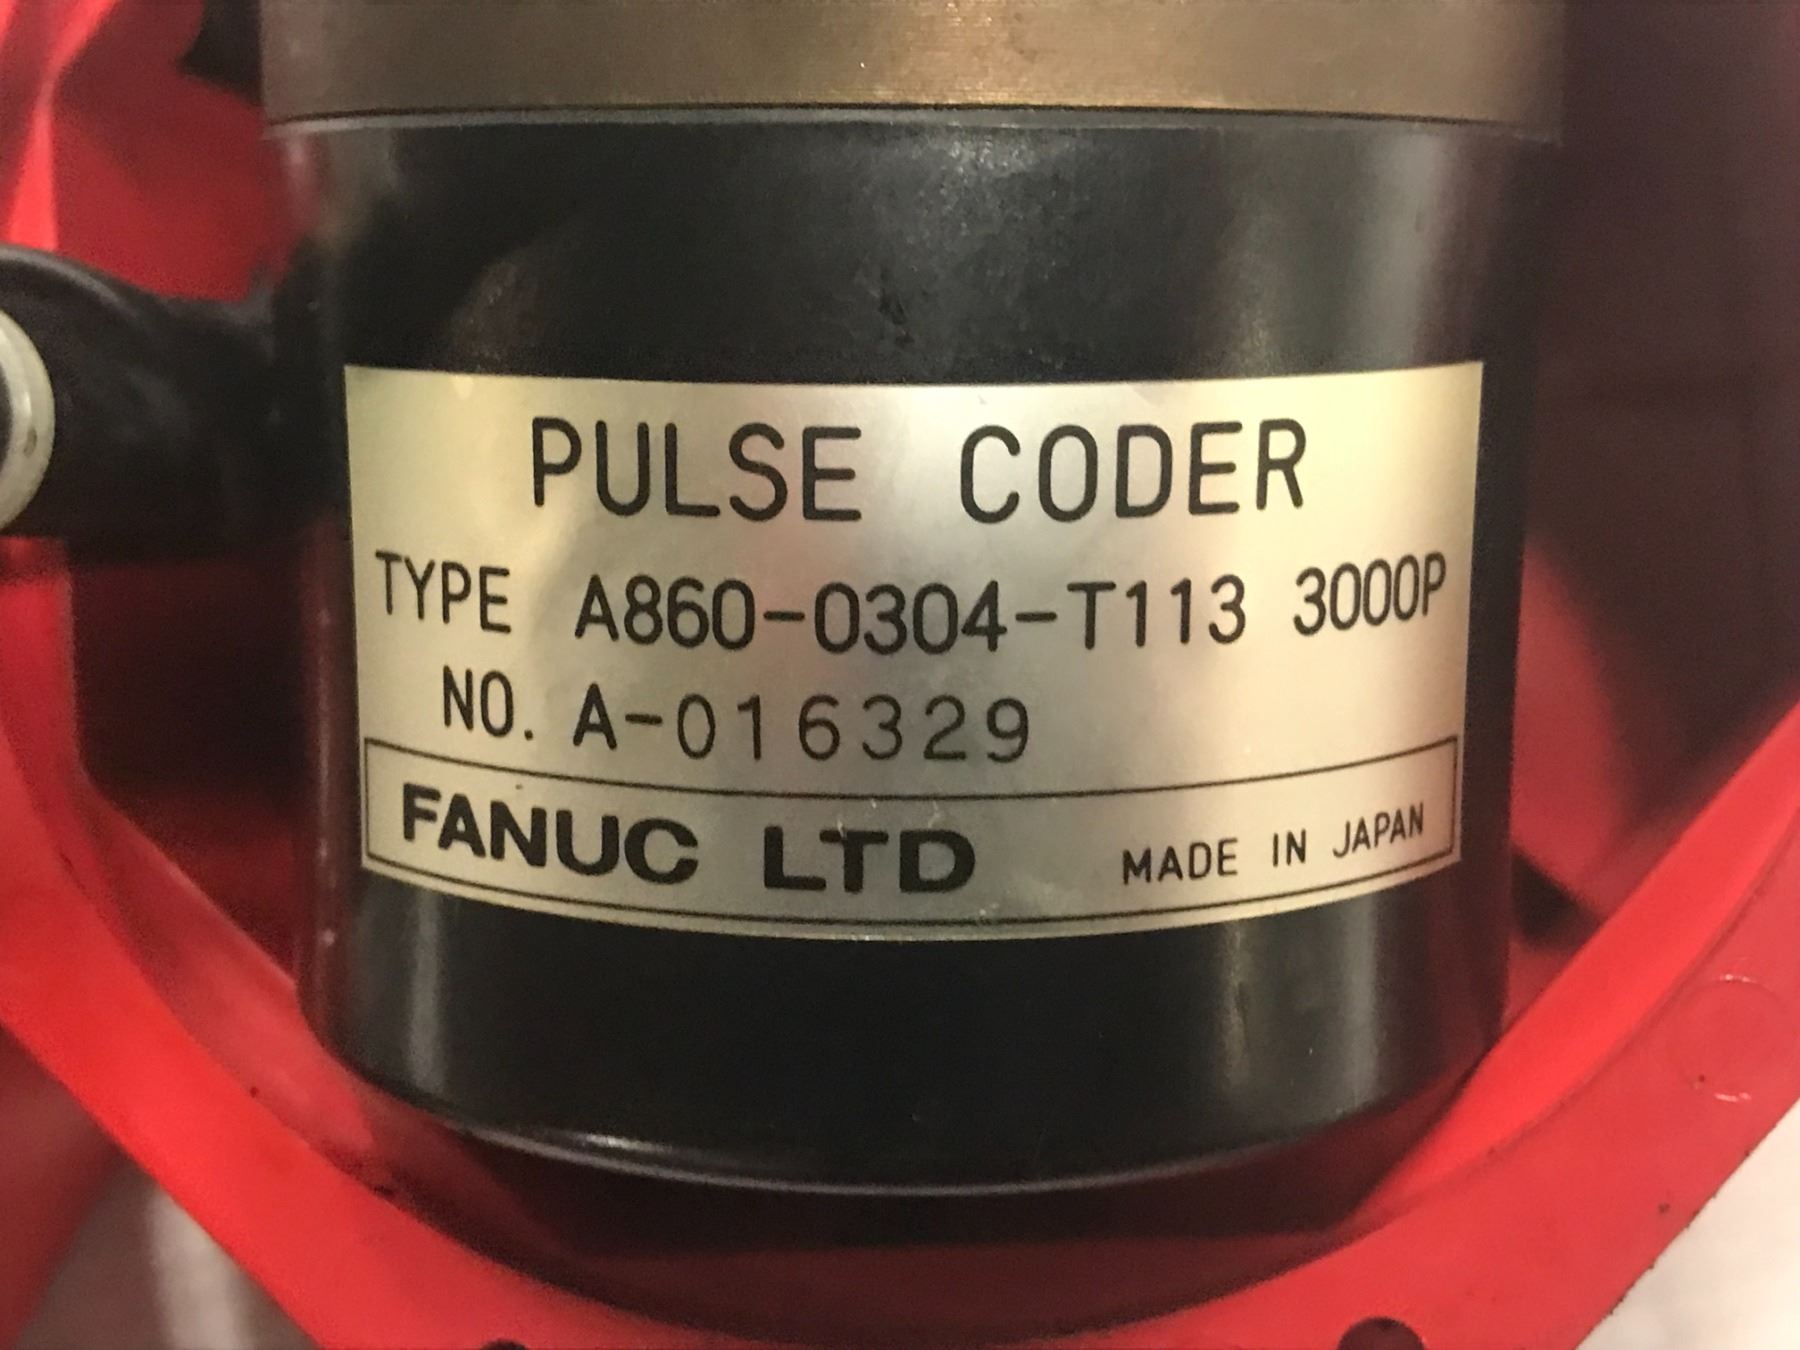 PULSE CODER
TYPE A860-0304-T113 3000P
NO. A-016329
FANUC LTD MADE IN JAPAN